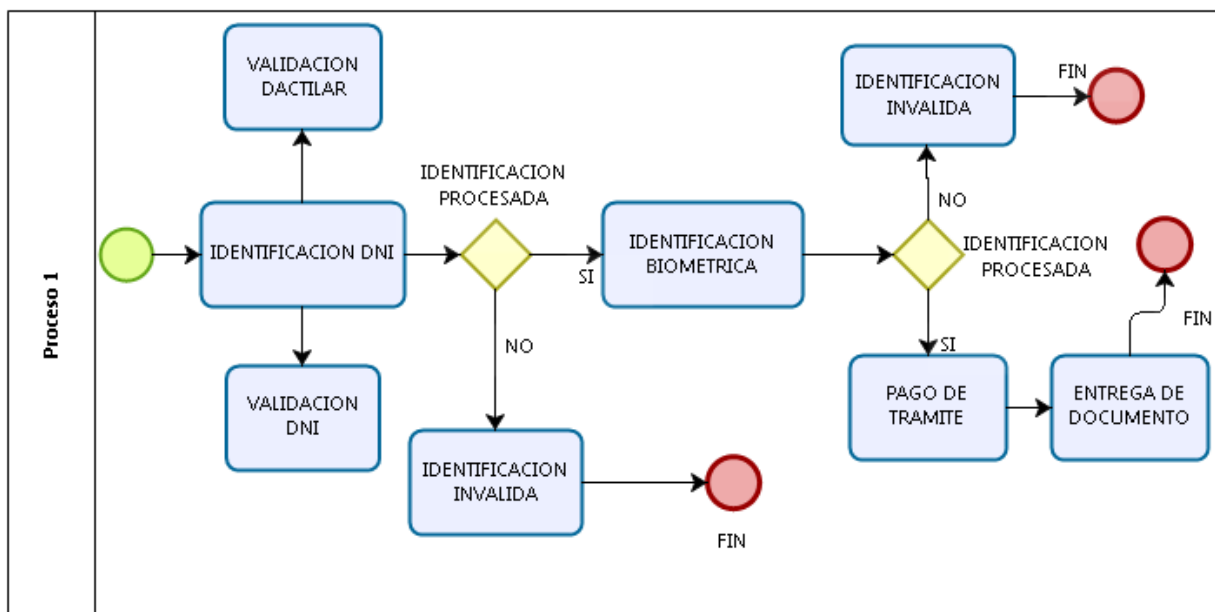 Proceso 1
VALIDACION
DACTILAR
IDENTIFICACION DNI
VALIDACION
DNI
IDENTIFICACION
PROCESADA
SI
NO
IDENTIFICACION
INVALIDA
FIN
IDENTIFICACION
BIOMETRICA
IDENTIFICACION
PROCESADA
NO
IDENTIFICACION
INVALIDA
FIN
SI
PAGO DE
TRAMITE
ENTREGA DE
DOCUMENTO
FIN